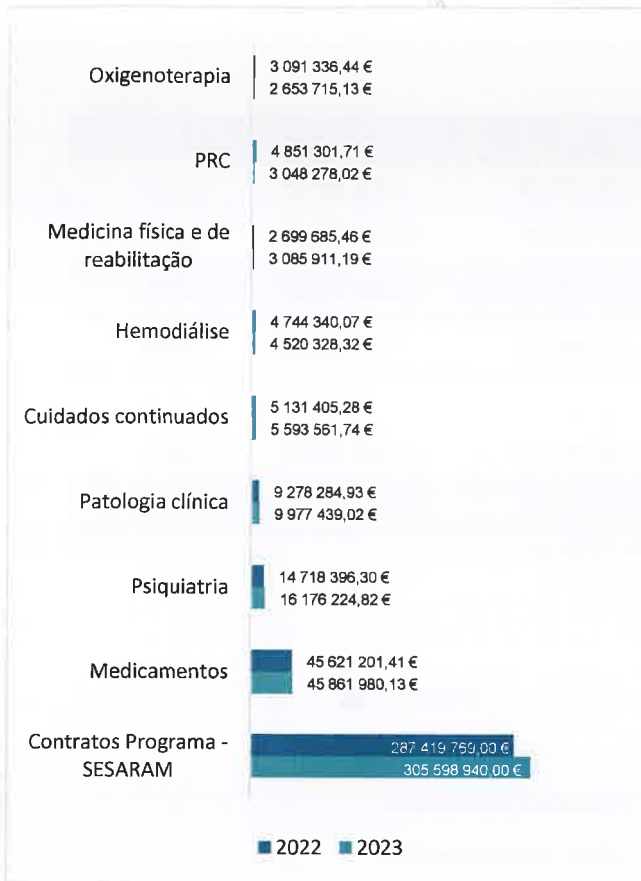 Oxigenoterapia
3 091 336,44 €
2 653 715,13 €
PRC
4 851 301,71 €
3 048 278,02 €
Medicina física e de
reabilitação
2 699 685,46 €
3 085 911,19 €
Hemodiálise
4 744 340,07 €
4 520 328,32 €
Cuidados continuados
5 131 405,28 €
5 593 561,74 €
Patologia clínica
9 278 284,93 €
9 977 439,02 €
Psiquiatria
14 718 396,30 €
16 176 224,82 €
Medicamentos
45 621 201,41 €
45 861 980,13 €
Contratos Programa -
SESARAM
287 419 769,00 €
305 598 940,00 €
2022 2023